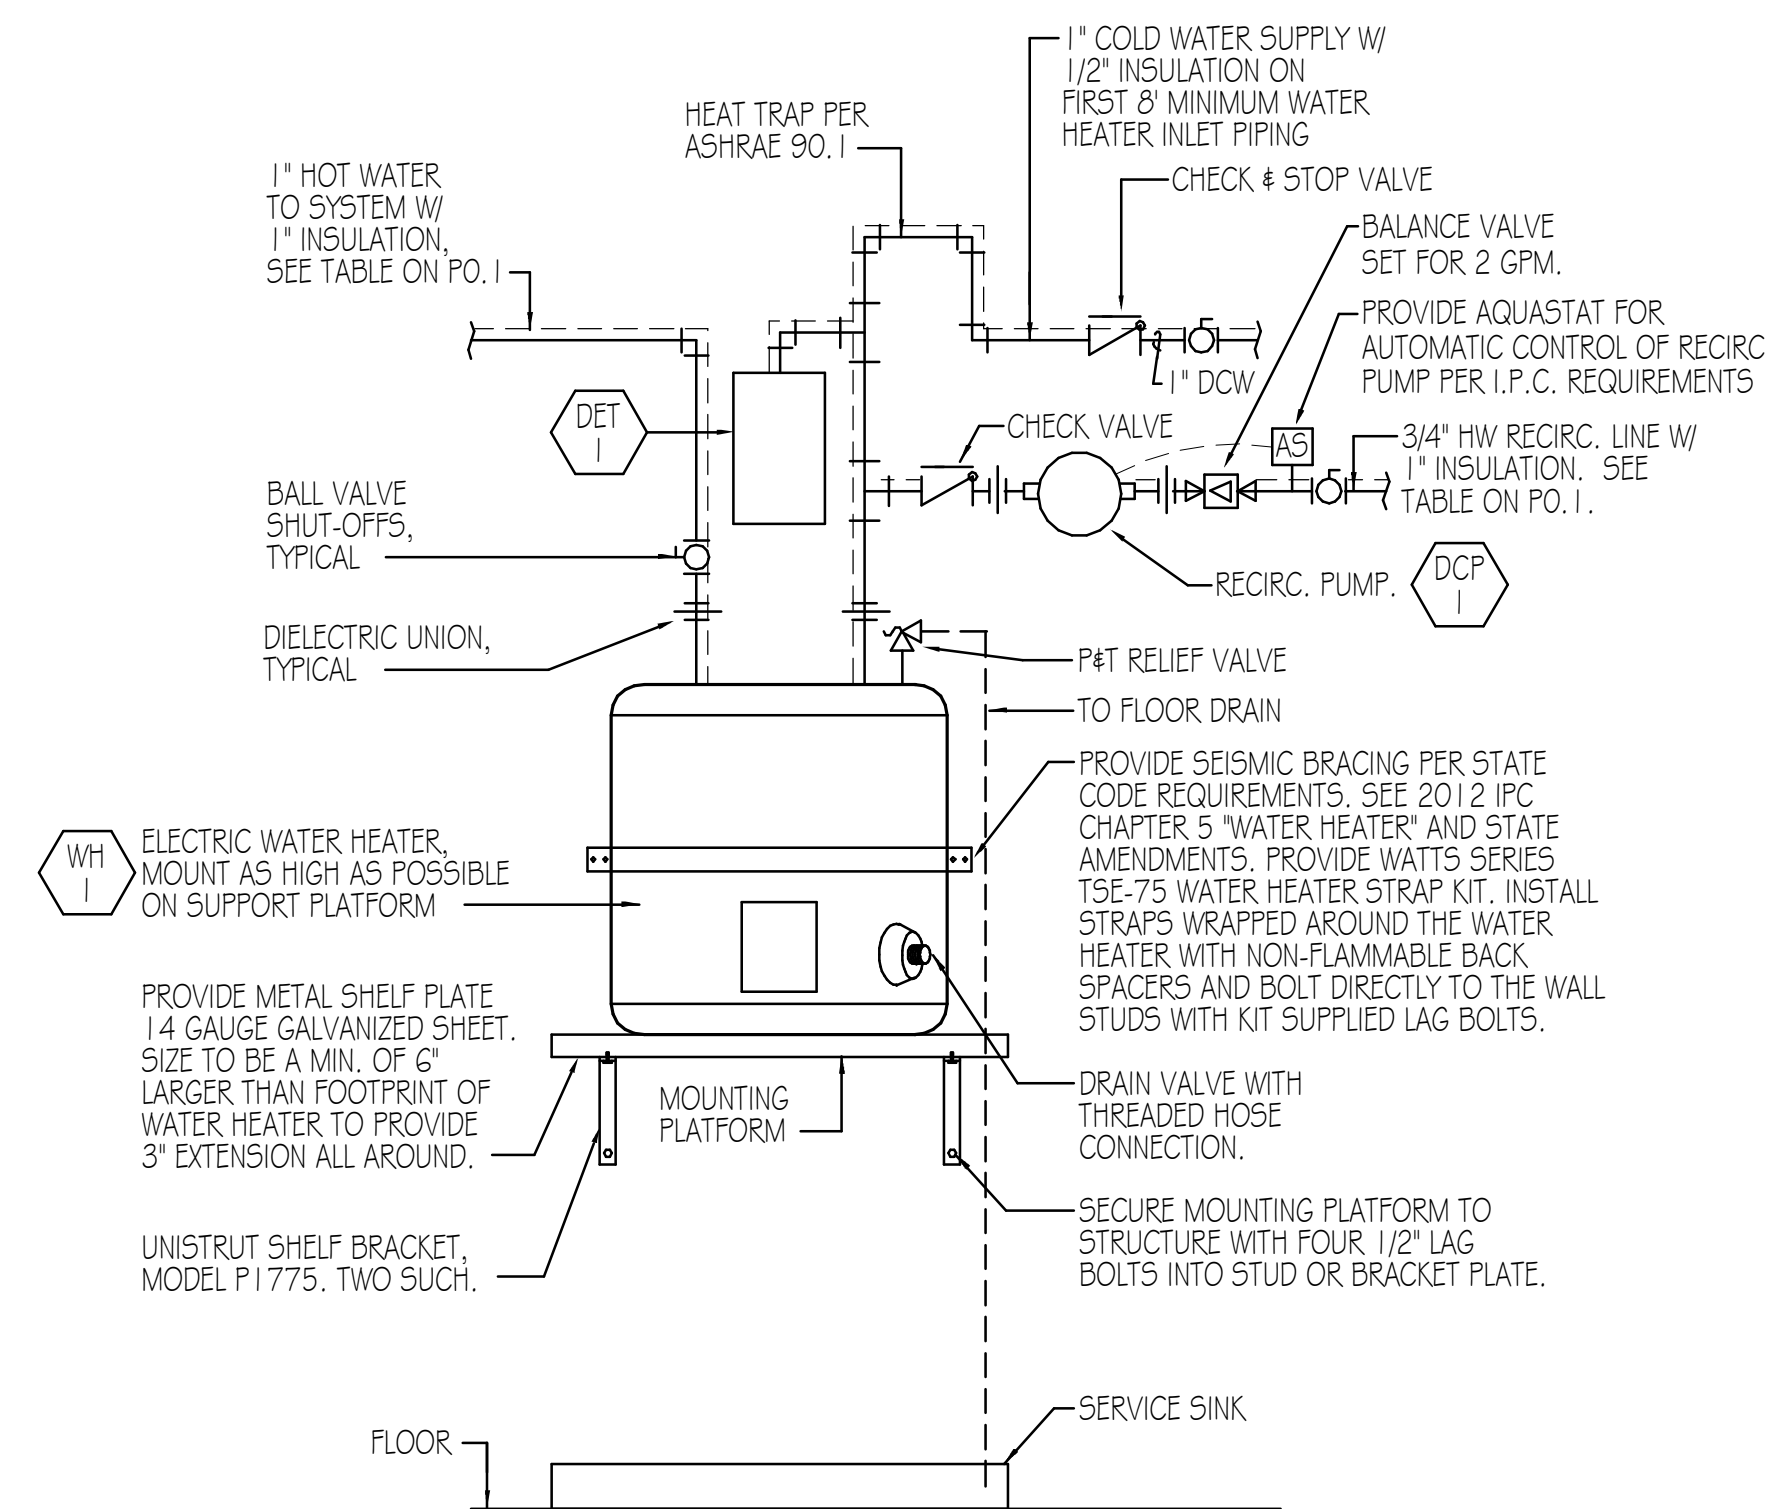 1" COLD WATER SUPPLY W/
1/2" INSULATION ON
FIRST 8' MINIMUM WATER
HEATER INLET PIPING
HEAT TRAP PER
ASHRAE 90.1
1" HOT WATER
TO SYSTEM W/
1" INSULATION,
SEE TABLE ON P0.1
CHECK & STOP VALVE
BALANCE VALVE
SET FOR 2 GPM.
PROVIDE AQUASTAT FOR
AUTOMATIC CONTROL OF RECIRC
PUMP PER I.P.C. REQUIREMENTS
1" DCW
DET
1
CHECK VALVE
AS
3/4" HW RECIRC. LINE W/
1" INSULATION. SEE
TABLE ON P0.1.
BALL VALVE
SHUT-OFFS,
TYPICAL
RECIRC. PUMP.
DCP
1
DIELECTRIC UNION,
TYPICAL
P&T RELIEF VALVE
TO FLOOR DRAIN
PROVIDE SEISMIC BRACING PER STATE
CODE REQUIREMENTS. SEE 2012 IPC
CHAPTER 5 "WATER HEATER" AND STATE
AMENDMENTS. PROVIDE WATTS SERIES
TSE-75 WATER HEATER STRAP KIT. INSTALL
STRAPS WRAPPED AROUND THE WATER
HEATER WITH NON-FLAMMABLE BACK
SPACERS AND BOLT DIRECTLY TO THE WALL
STUDS WITH KIT SUPPLIED LAG BOLTS.
WH
1
ELECTRIC WATER HEATER,
MOUNT AS HIGH AS POSSIBLE
ON SUPPORT PLATFORM
PROVIDE METAL SHELF PLATE
14 GAUGE GALVANIZED SHEET.
SIZE TO BE A MIN. OF 6"
LARGER THAN FOOTPRINT OF
WATER HEATER TO PROVIDE
3" EXTENSION ALL AROUND.
MOUNTING
PLATFORM
DRAIN VALVE WITH
THREADED HOSE
CONNECTION.
SECURE MOUNTING PLATFORM TO
STRUCTURE WITH FOUR 1/2" LAG
BOLTS INTO STUD OR BRACKET PLATE.
UNISTRUT SHELF BRACKET,
MODEL P1775. TWO SUCH.
SERVICE SINK
FLOOR